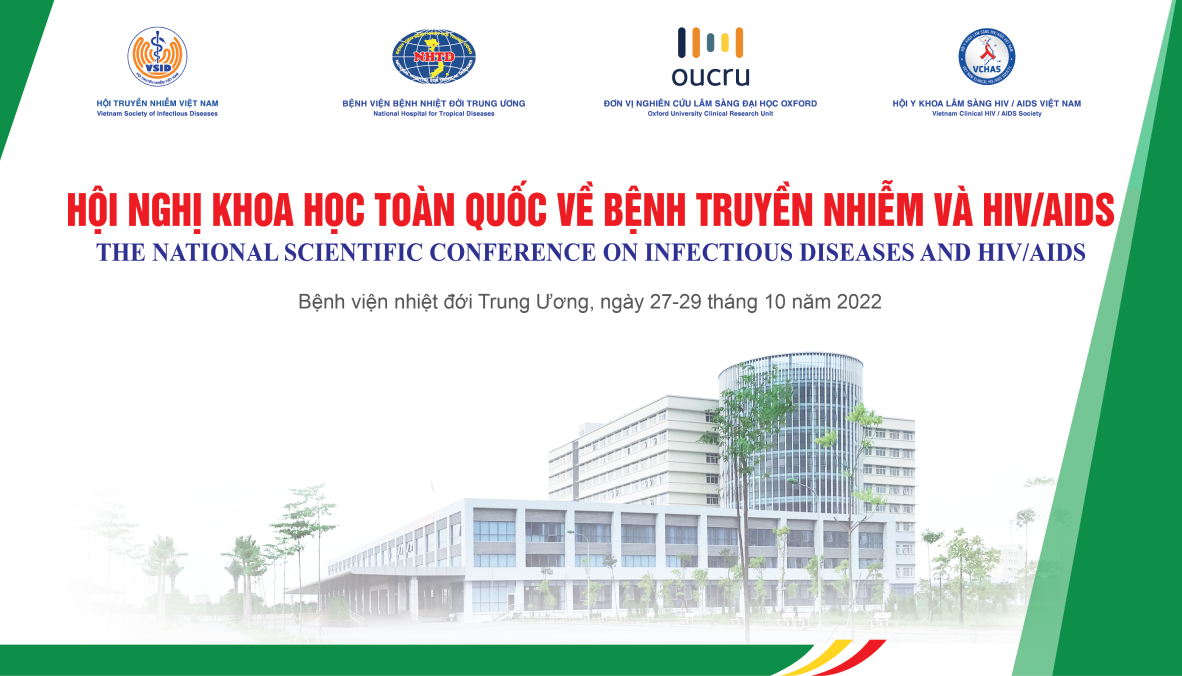 VSID
HỘI TRUYỀN NHIỄM VIỆT NAM
Vietnam Society of Infectious Diseases
NHTD
BỆNH VIỆN BỆNH NHIỆT ĐỚI TRUNG ƯƠNG
National Hospital for Tropical Diseases
oucru
ĐƠN VỊ NGHIÊN CỨU LÂM SÀNG ĐẠI HỌC OXFORD
Oxford University Clinical Research Unit
VCHAS
HỘI Y KHOA LÂM SÀNG HIV / AIDS VIỆT NAM
Vietnam Clinical HIV / AIDS Society
HỘI NGHỊ KHOA HỌC TOÀN QUỐC VỀ BỆNH TRUYỀN NHIỄM VÀ HIV/AIDS
THE NATIONAL SCIENTIFIC CONFERENCE ON INFECTIOUS DISEASES AND HIV/AIDS
Bệnh viện nhiệt đới Trung Ương, ngày 27-29 tháng 10 năm 2022